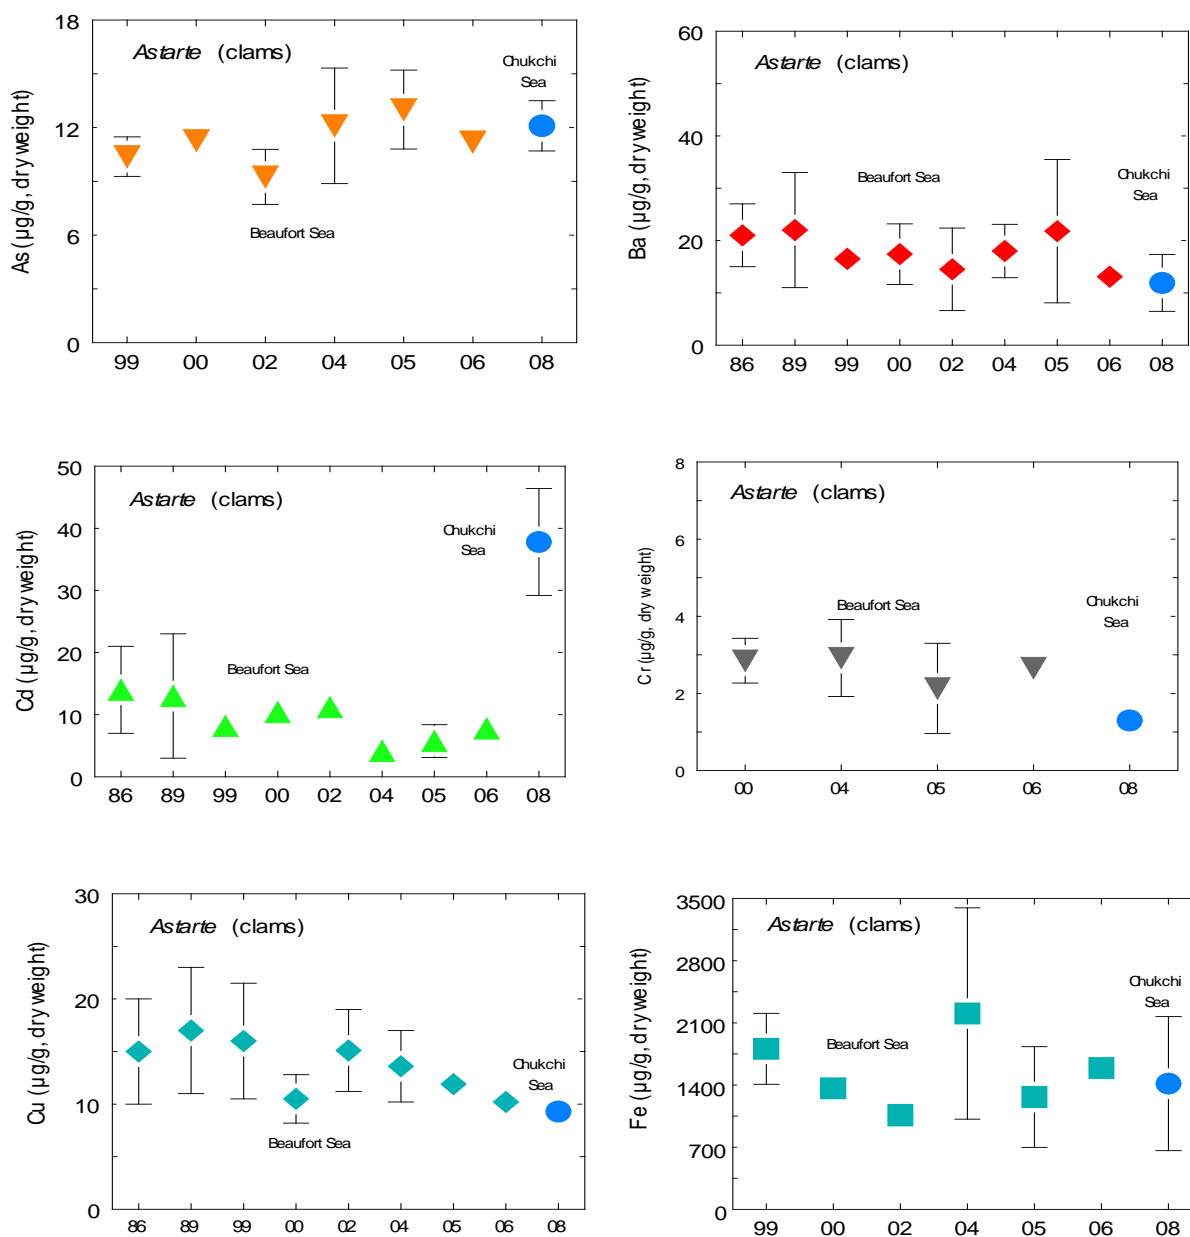 18
12
6
0
As (µg/g, dry weight)
Astarte (clams)
Chukchi
Sea
Beaufort Sea
99 00 02 04 05 06 08
60
40
20
0
Ba (µg/g, dry weight)
Astarte (clams)
Beaufort Sea
Chukchi
Sea
86 89 99 00 02 04 05 06 08
50
40
30
20
10
0
Cd (µg/g, dry weight)
Astarte (clams)
Chukchi
Sea
Beaufort Sea
86 89 99 00 02 04 05 06 08
8
6
4
2
0
Cr (µg/g, dry weight)
Astarte (clams)
Beaufort Sea
Chukchi
Sea
00 04 05 06 08
30
20
10
0
Cu (µg/g, dry weight)
Astarte (clams)
Chukchi
Sea
Beaufort Sea
86 89 99 00 02 04 05 06 08
3500
2800
2100
1400
700
0
Fe (µg/g, dry weight)
Astarte (clams)
Chukchi
Sea
Beaufort Sea
99 00 02 04 05 06 08